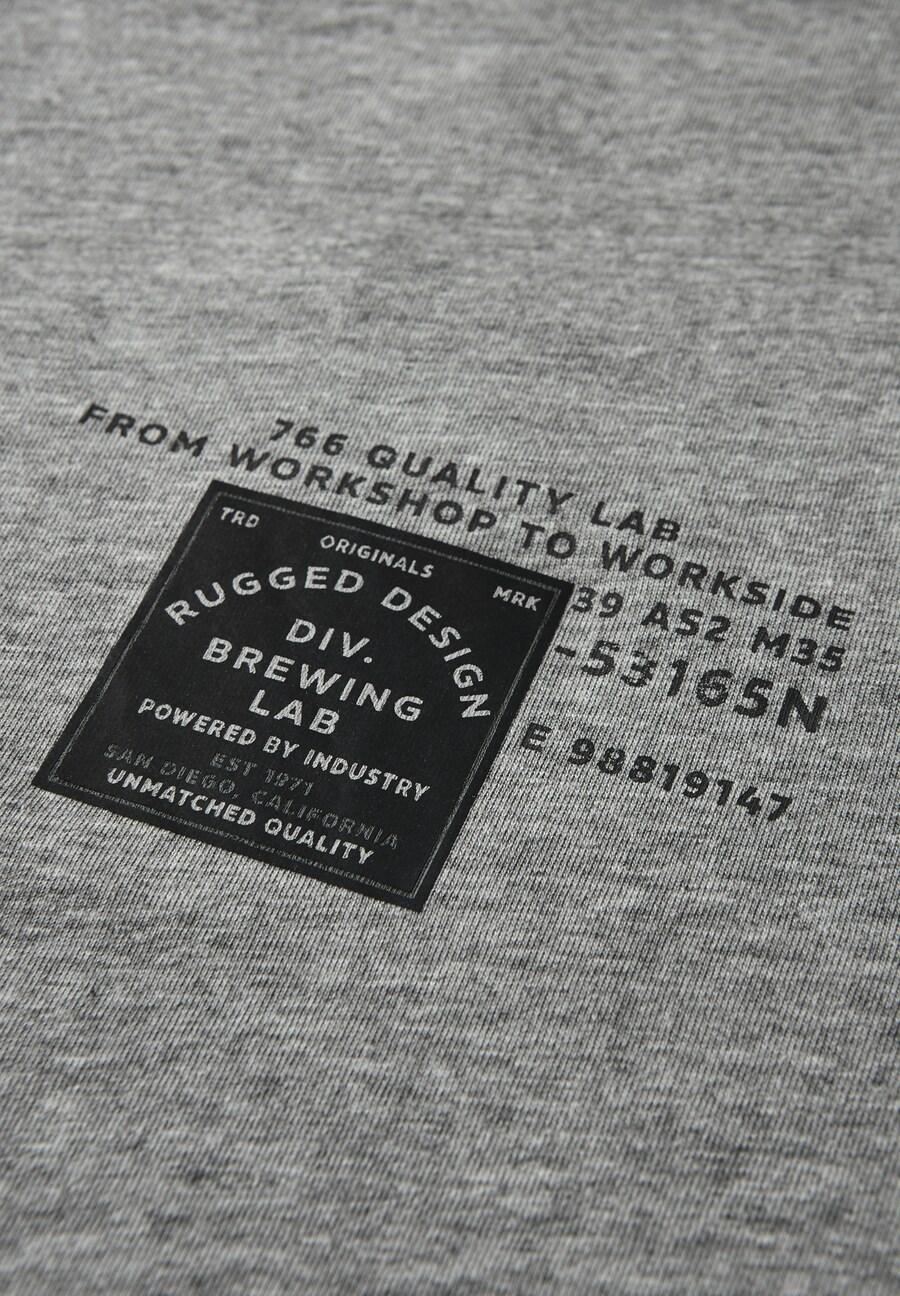 766 QUALITY LAB
FROM WORKSHOP TO WORKSIDE
39 AS2 M35
-53165N
E 98819147
TRD
ORIGINALS
MRK
RUGGED DESIGN
DIV.
BREWING
LAB
POWERED BY INDUSTRY
EST 1971
SAN DIEGO, CALIFORNIA
UNMATCHED QUALITY